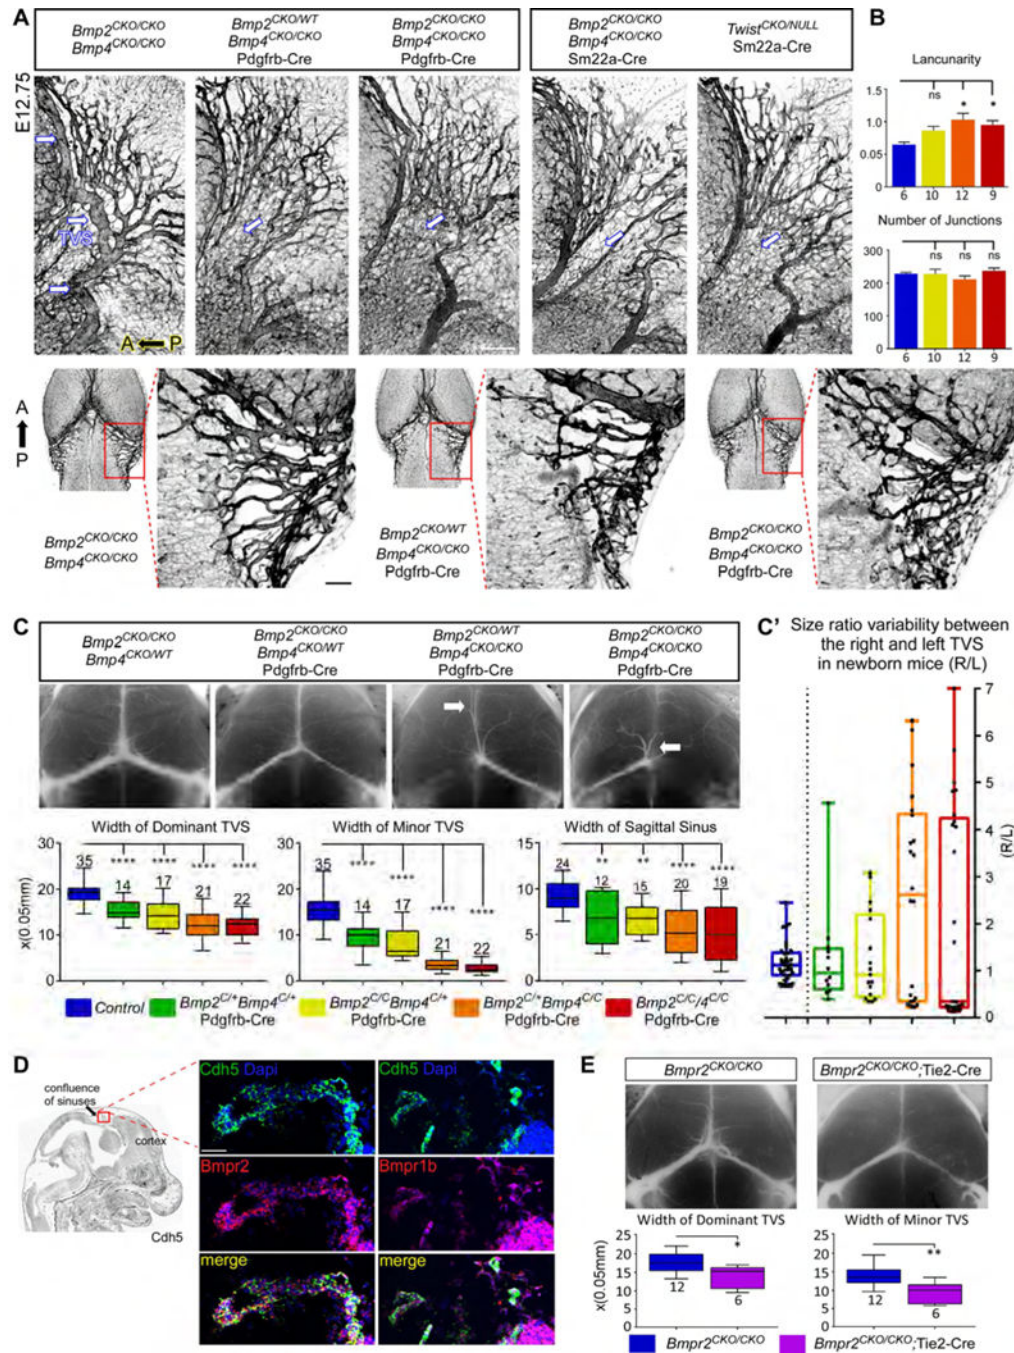 A
Bmp2CKO/CKO
Bmp4CKO/CKO
Bmp2CKO/WT
Bmp4CKO/CKO
Pdgfrb-Cre
Bmp2CKO/CKO
Bmp4CKO/CKO
Pdgfrb-Cre
Bmp2CKO/CKO
Bmp4CKO/CKO
Sm22a-Cre
TwistCKO/NULL
Sm22a-Cre
E12.75
TVS
A P
B
Lancunarity
1.5
1.0
0.05
0
ns
*
*
6 10 12 9
Number of Junctions
300
200
100
0
ns ns ns
6 10 12 9
A
P
Bmp2CKO/CKO
Bmp4CKO/CKO
Bmp2CKO/WT
Bmp4CKO/CKO
Pdgfrb-Cre
Bmp2CKO/CKO
Bmp4CKO/CKO
Pdgfrb-Cre
C
Bmp2CKO/CKO
Bmp4CKO/WT
Bmp2CKO/CKO
Bmp4CKO/WT
Pdgfrb-Cre
Bmp2CKO/WT
Bmp4CKO/CKO
Pdgfrb-Cre
Bmp2CKO/CKO
Bmp4CKO/CKO
Pdgfrb-Cre
Width of Dominant TVS
x(0.05mm)
30
20
10
0
35
14
17
21
22
**** **** **** ****
Width of Minor TVS
30
20
10
0
35
14
17
21
22
**** **** **** ****
Width of Sagittal Sinus
15
10
5
0
24
12
15
20
19
** ** **** ****
Control
Bmp2C/+Bmp4C/+
Pdgfrb-Cre
Bmp2C/CBmp4C/+
Pdgfrb-Cre
Bmp2C/+Bmp4C/C
Pdgfrb-Cre
Bmp2C/C/4C/C
Pdgfrb-Cre
C'
Size ratio variability between
the right and left TVS
in newborn mice (R/L)
7
6
5
4
3
2
1
0
(R/L)
D
confluence
of sinuses
cortex
Cdh5
Cdh5 Dapi
Cdh5 Dapi
Bmpr2
Bmpr1b
merge
merge
E
Bmpr2CKO/CKO
Bmpr2CKO/CKO;Tie2-Cre
Width of Dominant TVS
x(0.05mm)
25
20
15
10
5
0
*
12
6
Width of Minor TVS
25
20
15
10
5
0
**
12
6
Bmpr2CKO/CKO
Bmpr2CKO/CKO;Tie2-Cre